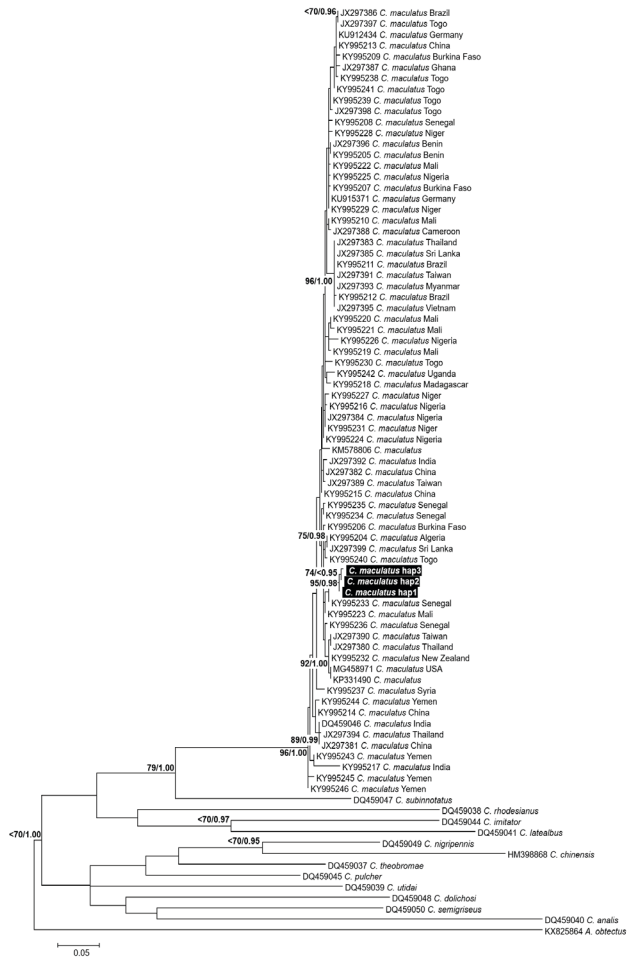 <70/0.96
JX297386 C. maculatus Brazil
JX297397 C. maculatus Togo
KU912434 C. maculatus Germany
KY995213 C. maculatus China
KY995209 C. maculatus Burkina Faso
JX297387 C. maculatus Ghana
KY995238 C. maculatus Togo
KY995241 C. maculatus Togo
KY995239 C. maculatus Togo
JX297398 C. maculatus Togo
KY995208 C. maculatus Senegal
KY995228 C. maculatus Niger
JX297396 C. maculatus Benin
KY995205 C. maculatus Benin
KY995222 C. maculatus Mali
KY995225 C. maculatus Nigeria
KY995207 C. maculatus Burkina Faso
KU915371 C. maculatus Germany
KY995229 C. maculatus Niger
KY995210 C. maculatus Mali
JX297388 C. maculatus Cameroon
JX297383 C. maculatus Thailand
JX297385 C. maculatus Sri Lanka
KY995211 C. maculatus Brazil
96/1.00
JX297391 C. maculatus Taiwan
JX297393 C. maculatus Myanmar
KY995212 C. maculatus Brazil
JX297395 C. maculatus Vietnam
KY995220 C. maculatus Mali
KY995221 C. maculatus Mali
KY995226 C. maculatus Nigeria
KY995219 C. maculatus Mali
KY995230 C. maculatus Togo
KY995242 C. maculatus Uganda
KY995218 C. maculatus Madagascar
KY995227 C. maculatus Niger
KY995216 C. maculatus Nigeria
JX297384 C. maculatus Nigeria
KY995231 C. maculatus Niger
KY995224 C. maculatus Nigeria
KM578806 C. maculatus
JX297392 C. maculatus India
JX297382 C. maculatus China
JX297389 C. maculatus Taiwan
KY995215 C. maculatus China
KY995235 C. maculatus Senegal
KY995234 C. maculatus Senegal
KY995206 C. maculatus Burkina Faso
75/0.98
KY995204 C. maculatus Algeria
JX297399 C. maculatus Sri Lanka
KY995240 C. maculatus Togo
74/<0.95
C. maculatus hap3
95/0.98
C. maculatus hap2
C. maculatus hap1
KY995233 C. maculatus Senegal
KY995223 C. maculatus Mali
KY995236 C. maculatus Senegal
JX297390 C. maculatus Taiwan
JX297380 C. maculatus Thailand
KY995232 C. maculatus New Zealand
92/1.00
MG458971 C. maculatus USA
KP331490 C. maculatus
KY995237 C. maculatus Syria
KY995244 C. maculatus Yemen
KY995214 C. maculatus China
DQ459046 C. maculatus India
JX297394 C. maculatus Thailand
89/0.99
JX297381 C. maculatus China
96/1.00
KY995243 C. maculatus Yemen
KY995217 C. maculatus India
79/1.00
KY995245 C. maculatus Yemen
KY995246 C. maculatus Yemen
DQ459047 C. subinnotatus
DQ459038 C. rhodesianus
<70/0.97
DQ459044 C. imitator
DQ459041 C. latealbus
<70/1.00
<70/0.95
DQ459049 C. nigripennis
HM398868 C. chinensis
DQ459037 C. theobromae
DQ459045 C. pulcher
DQ459039 C. utidai
DQ459048 C. dolichosi
DQ459050 C. semigriseus
DQ459040 C. analis
KX825864 A. obtectus
0.05